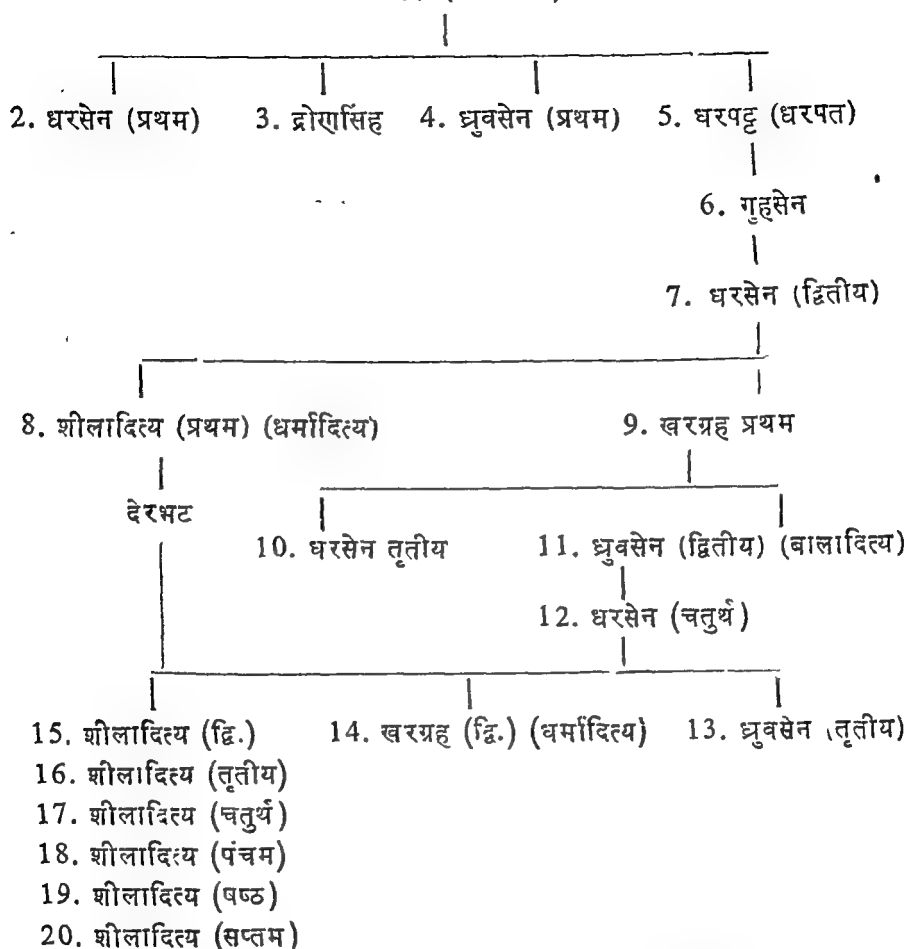 2. धरसेन (प्रथम) 3. द्रोणसिंह 4. ध्रुवसेन (प्रथम) 5. धरपट्ट (धरपत)
6. गुहसेन
7. धरसेन (द्वितीय)
8. शीलादित्य (प्रथम) (धर्मादित्य) 9. खरग्रह प्रथम
देरभट
10. धरसेन तृतीय 11. ध्रुवसेन (द्वितीय) (बालादित्य)
12. धरसेन (चतुर्थ)
15. शीलादित्य (द्वि.) 14. खरग्रह (द्वि.) (धर्मादित्य) 13. ध्रुवसेन (तृतीय)
16. शीलादित्य (तृतीय)
17. शीलादित्य (चतुर्थ)
18. शीलादित्य (पंचम)
19. शीलादित्य (षष्ठ)
20. शीलादित्य (सप्तम)